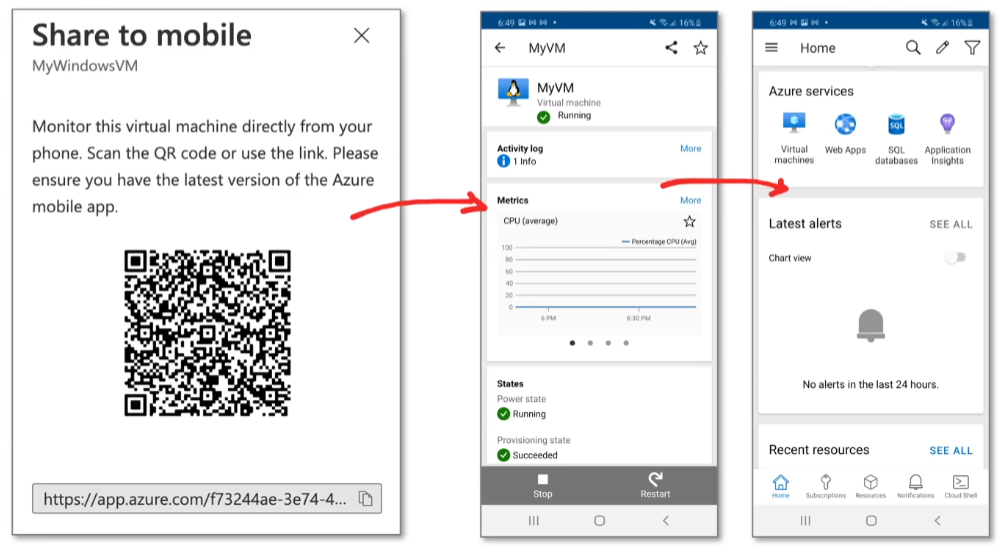 Share to mobile
MyWindowsVM
Monitor this virtual machine directly from your
phone. Scan the QR code or use the link. Please
ensure you have the latest version of the Azure
mobile app.
https://app.azure.com/f73244ae-3e74-4...
6:49
16%
MyVM
MyVM
Virtual machine
Running
Activity log
More
1 Info
Metrics
More
CPU (average)
Percentage CPU (Avg)
100
80
60
40
20
0
6 PM
6:30 PM
States
Power state
Running
Provisioning state
Succeeded
Stop
Restart
6:49
16%
Home
Azure services
Virtual
machines
Web Apps
SQL
SQL
databases
Application
Insights
Latest alerts
SEE ALL
Chart view
No alerts in the last 24 hours.
Recent resources
SEE ALL
Home
Subscriptions
Resources
Notifications
Cloud Shell